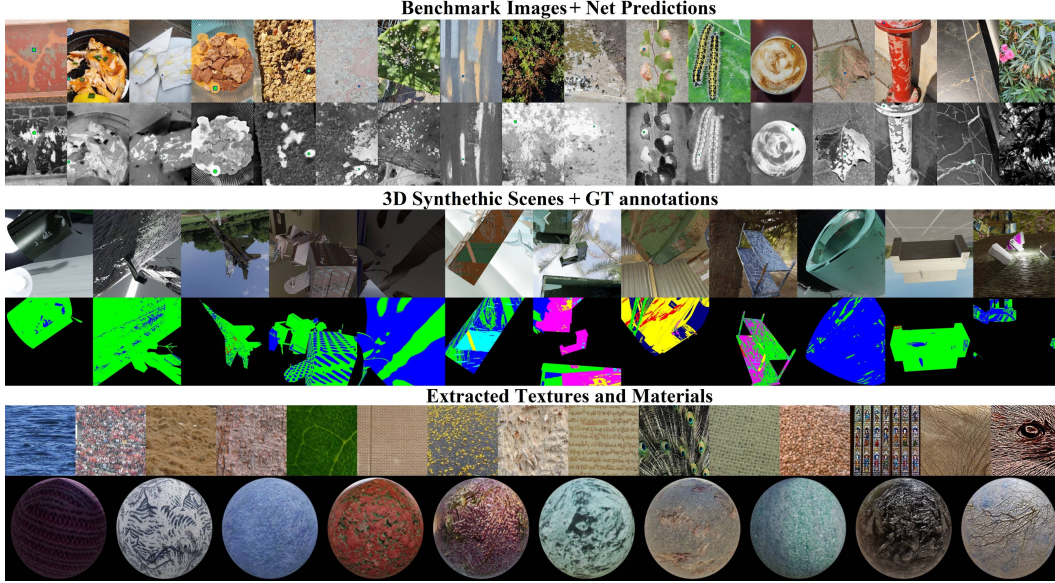 Benchmark Images + Net Predictions
3D Synthethic Scenes + GT annotations
Extracted Textures and Materials